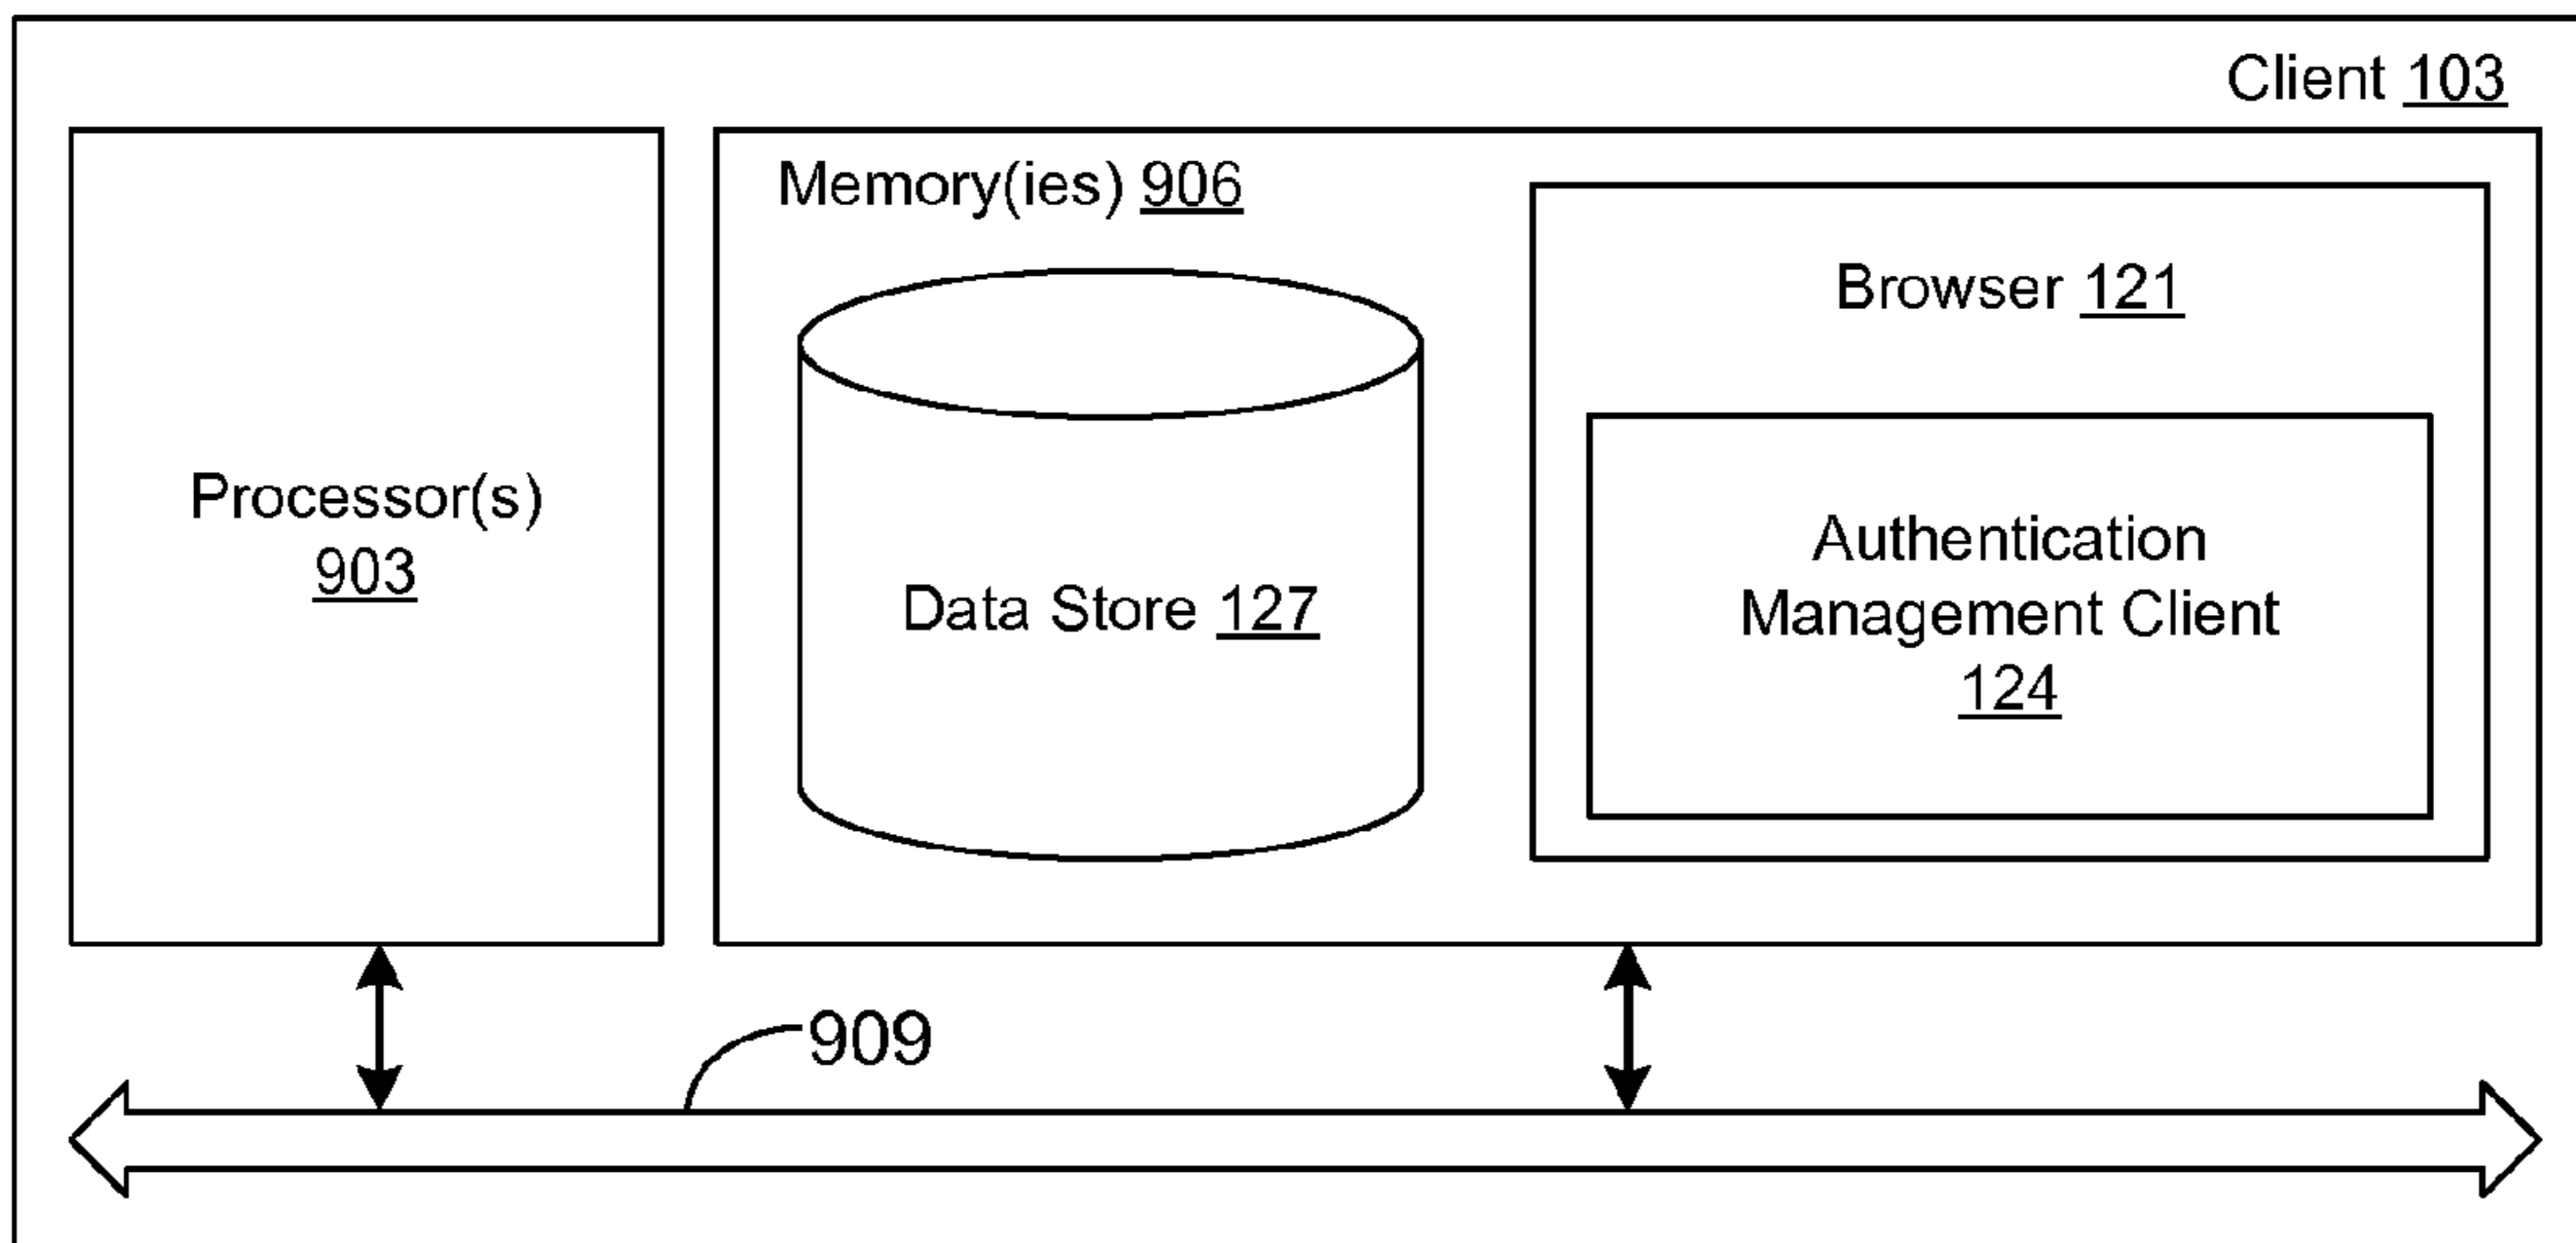 Client 103
Memory(ies) 906
Browser 121
Processor(s)
903
Data Store 127
Authentication
Management Client
124
909